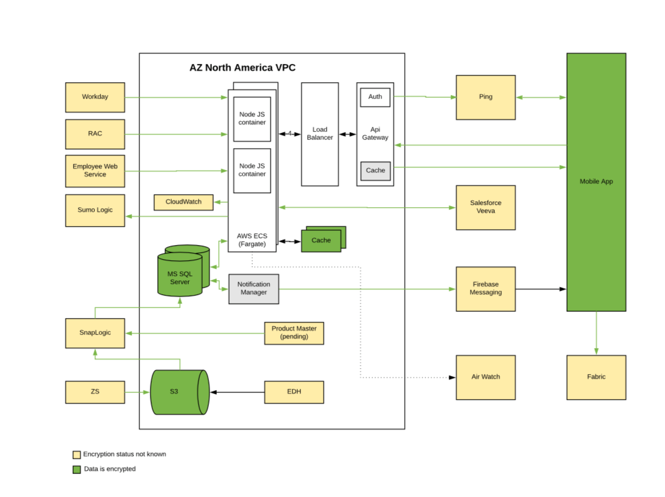 AZ North America VPC
Workday
RAC
Employee Web
Service
Sumo Logic
CloudWatch
Node JS
container
Node JS
container
AWS ECS
(Fargate)
Load
Balancer
Auth
Api
Gateway
Cache
Cache
Ping
Mobile App
Salesforce
Veeva
MS SQL
Server
Notification
Manager
Firebase
Messaging
SnapLogic
Product Master
(pending)
ZS
S3
EDH
Air Watch
Fabric
Encryption status not known
Data is encrypted